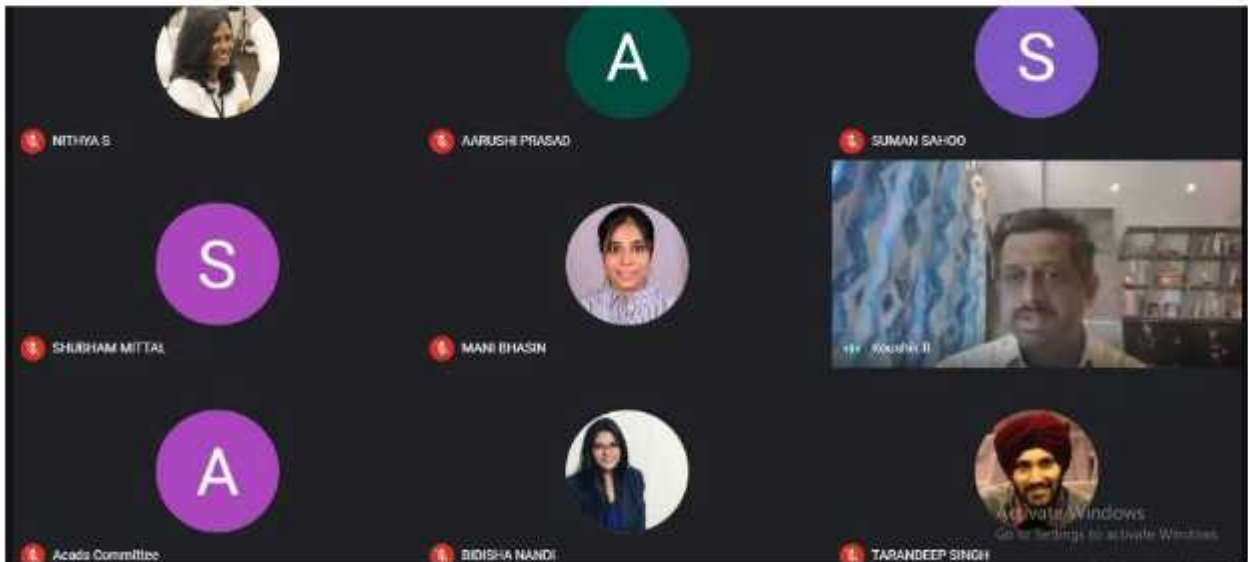 A
S
NITHYA S
AARUSHI PRASAD
SUMAN SAHOO
S
SHUBHAM MITTAL
MANI BHASIN
Koushik R
A
Activate Windows
Go to Settings to activate Windows.
Acads Committee
BIDISHA NANDI
TARANDEEP SINGH